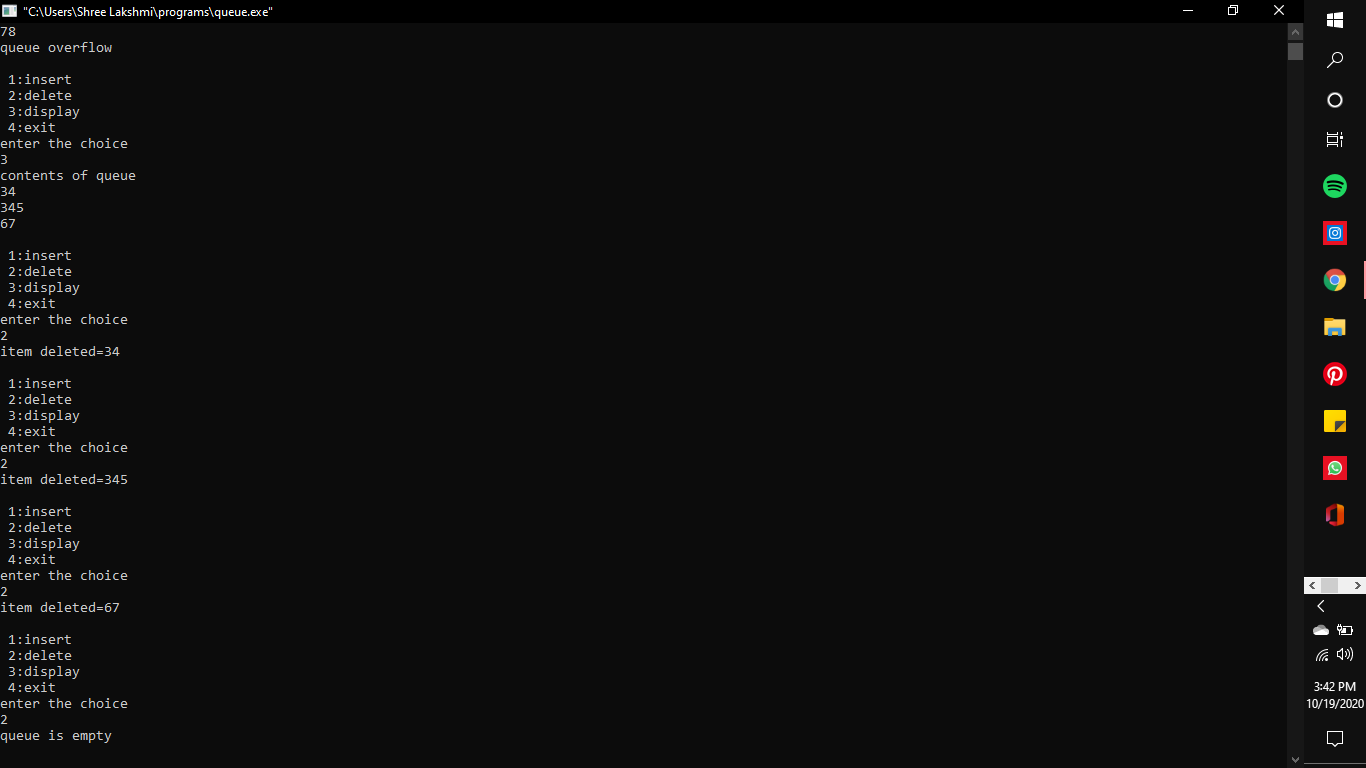 "C:\Users\Shree Lakshmi\programs\queue.exe"
78
queue overflow
1:insert
2:delete
3:display
4:exit
enter the choice
3
contents of queue
34
345
67
1:insert
2:delete
3:display
4:exit
enter the choice
2
item deleted=34
1:insert
2:delete
3:display
4:exit
enter the choice
2
item deleted=345
1:insert
2:delete
3:display
4:exit
enter the choice
2
item deleted=67
1:insert
2:delete
3:display
4:exit
enter the choice
2
queue is empty
3:42 PM
10/19/2020